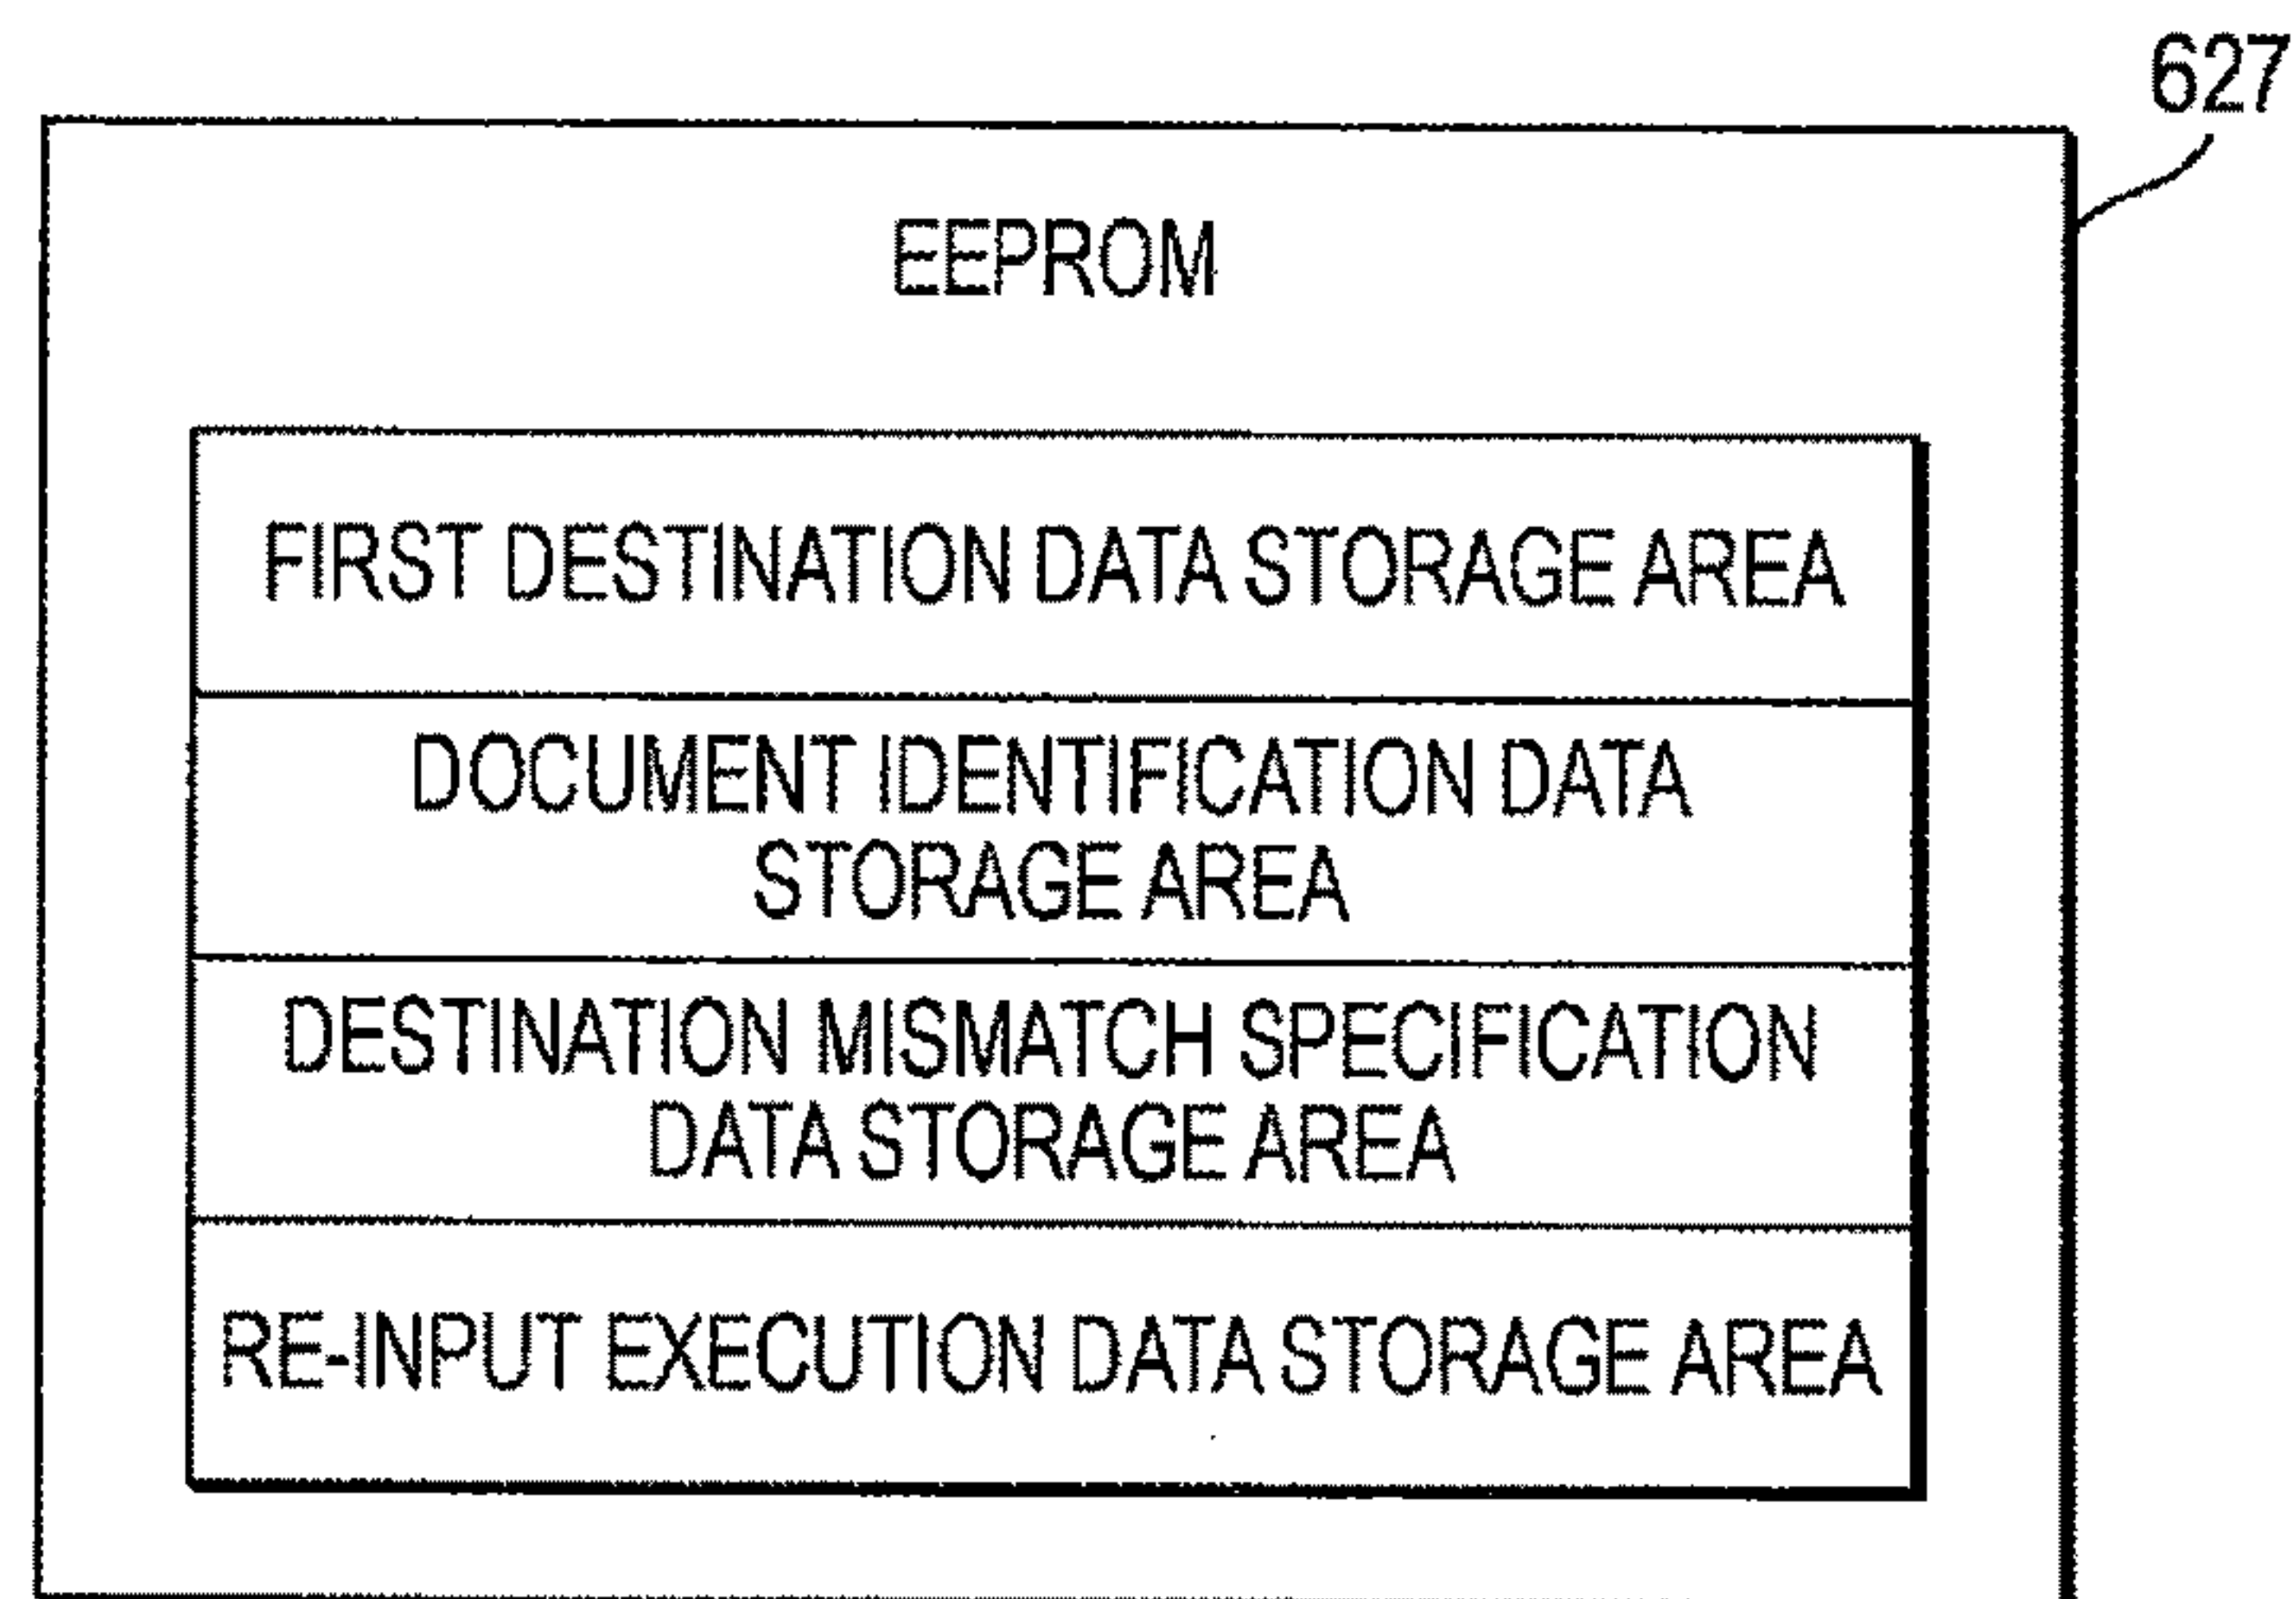 627
EEPROM
FIRST DESTINATION DATA STORAGE AREA
DOCUMENT IDENTIFICATION DATA
STORAGE AREA
DESTINATION MISMATCH SPECIFICATION
DATA STORAGE AREA
RE-INPUT EXECUTION DATA STORAGE AREA